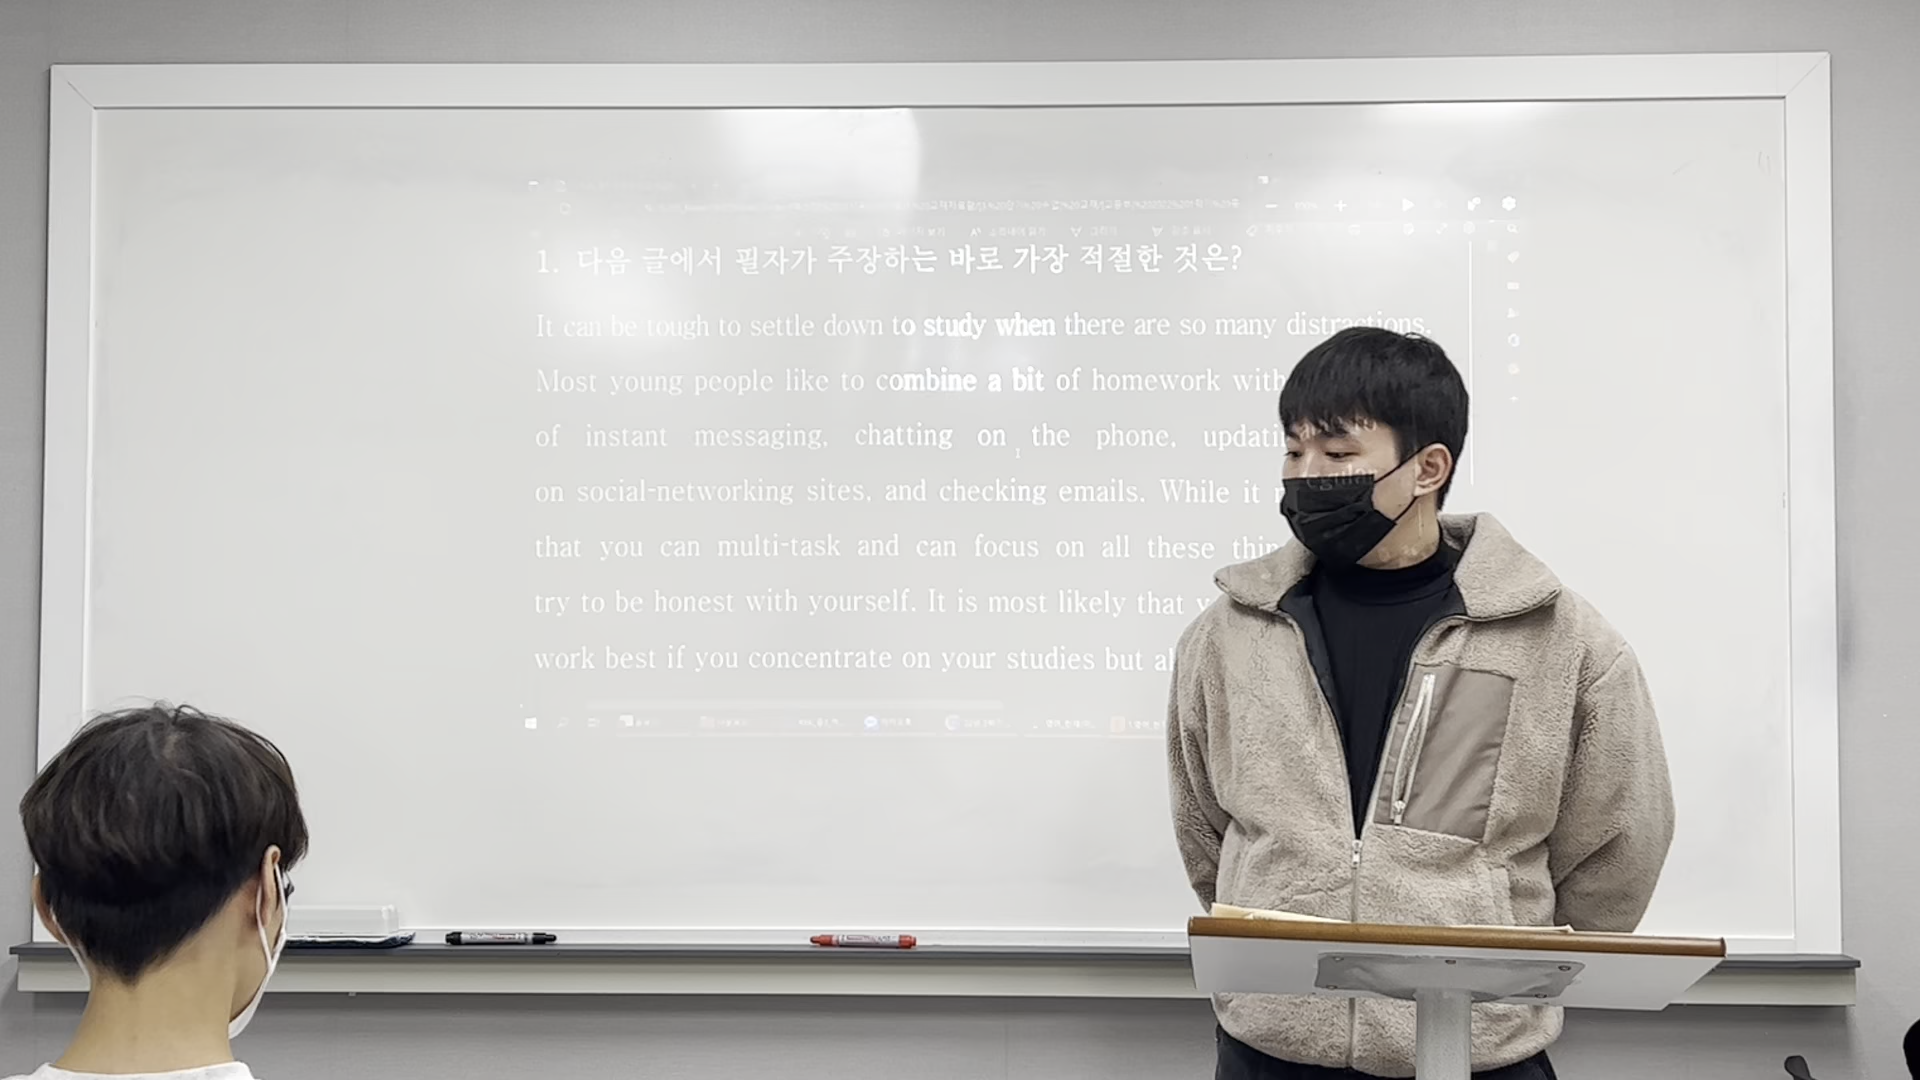 1. 다음 글에서 필자가 주장하는 바로 가장 적절한 것은?
It can be tough to settle down to study when there are so many distractions.
Most young people like to combine a bit of homework with
of instant messaging, chatting on the phone, updati
on social-networking sites, and checking emails. While it
that you can multi-task and can focus on all these thin
try to be honest with yourself. It is most likely that y
work best if you concentrate on your studies but al